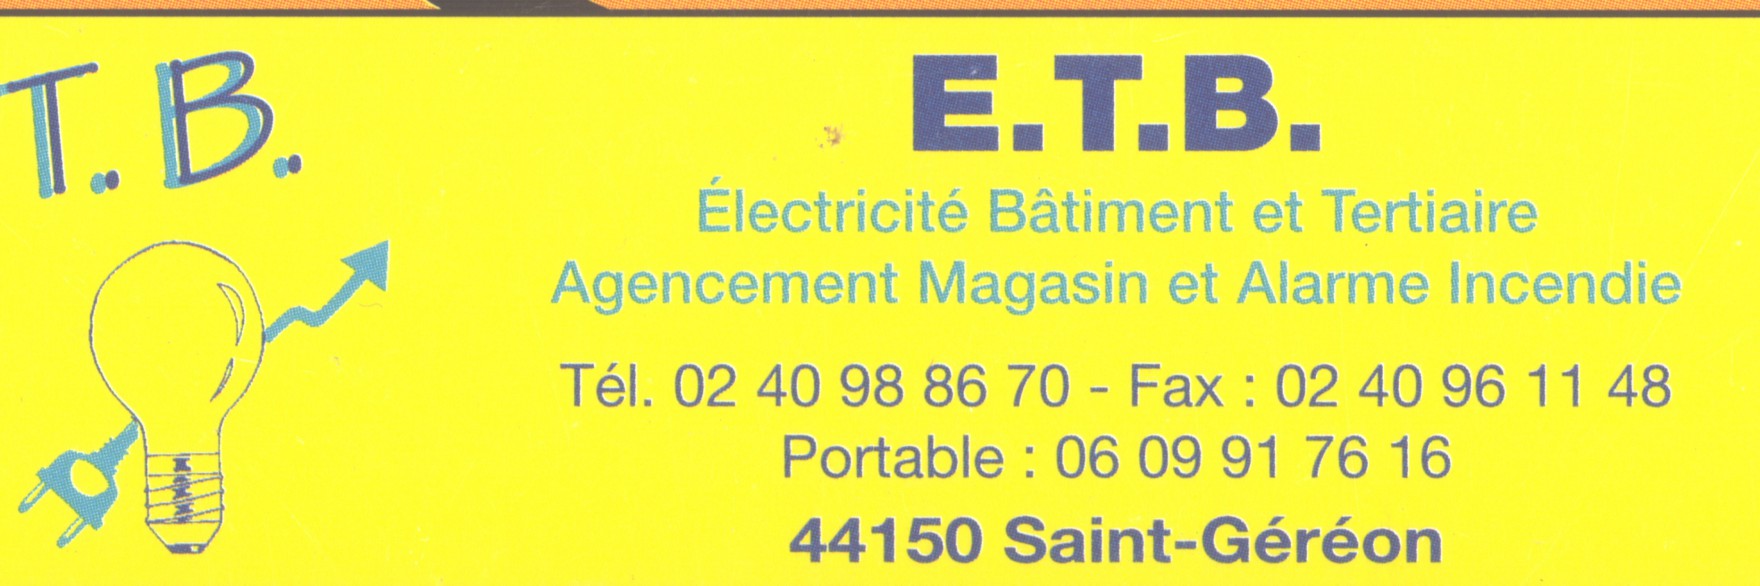 T. B.
E.T.B.
Électricité Bâtiment et Tertiaire
Agencement Magasin et Alarme Incendie
Tél. 02 40 98 86 70 - Fax : 02 40 96 11 48
Portable : 06 09 91 76 16
44150 Saint-Géréon